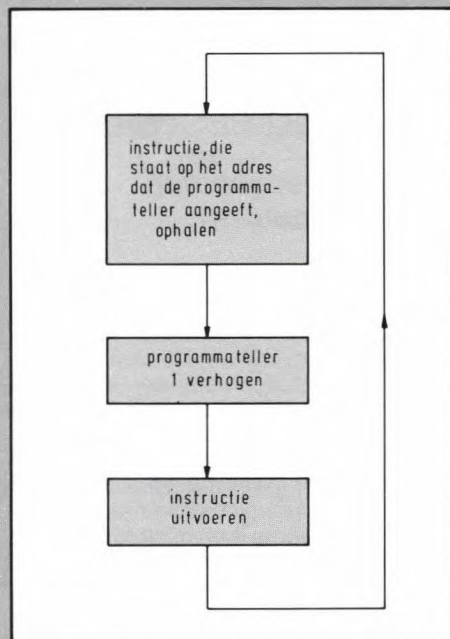 instructie, die
staat op het adres
dat de programma-
teller aangeeft,
ophalen
programmateller
1 verhogen
instructie
uitvoeren